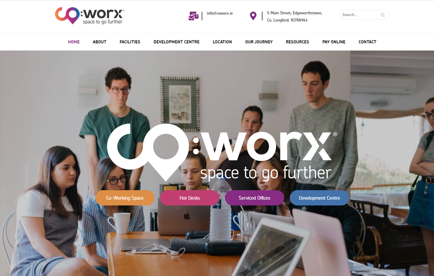 CO:worx
space to go further
info@coworx.ie
5 Main Street, Edgeworthstown,
Co. Longford. N39W9N4
Search...
HOME ABOUT FACILITIES DEVELOPMENT CENTRE LOCATION OUR JOURNEY RESOURCES PAY ONLINE CONTACT
CO:worx®
space to go further
Co-Working Space Hot Desks Serviced Offices Development Centre